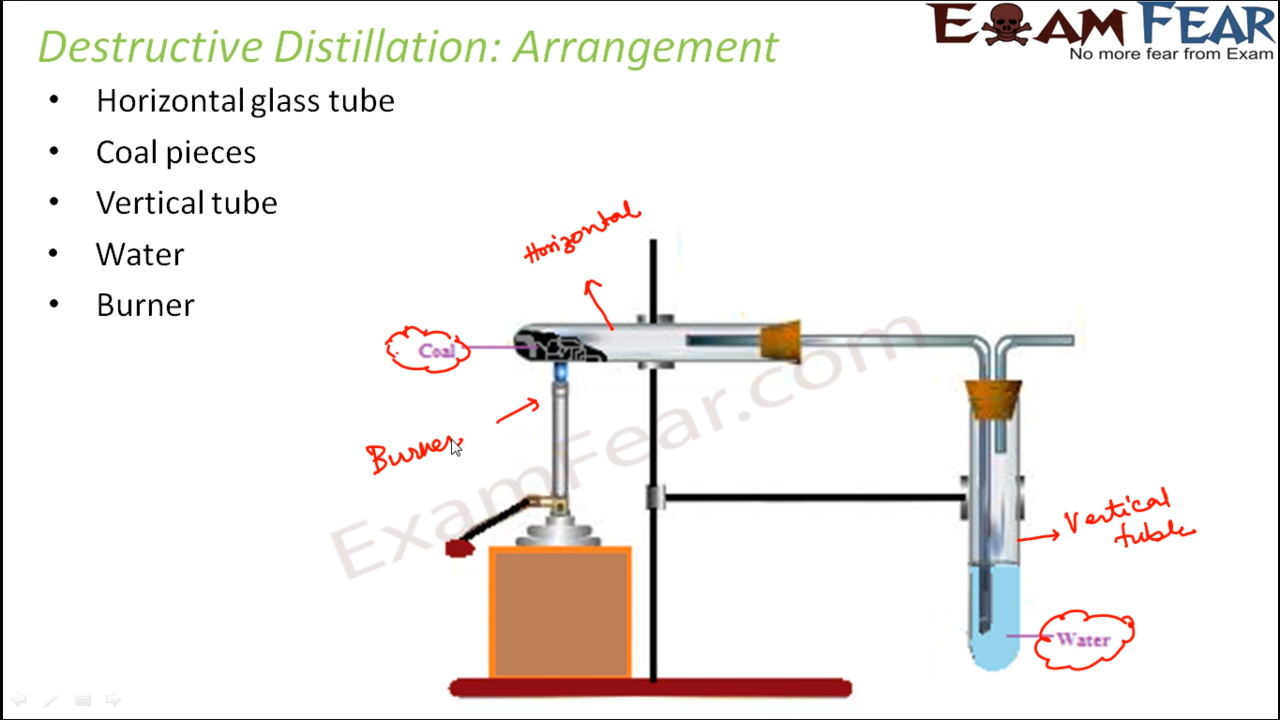 Destructive Distillation: Arrangement
EXAM FEAR
No more fear from Exam
• Horizontal glass tube
• Coal pieces
• Vertical tube
• Water
• Burner
Horizontal
Coal
Burner
Vertical
tube
Water
ExamFear.com